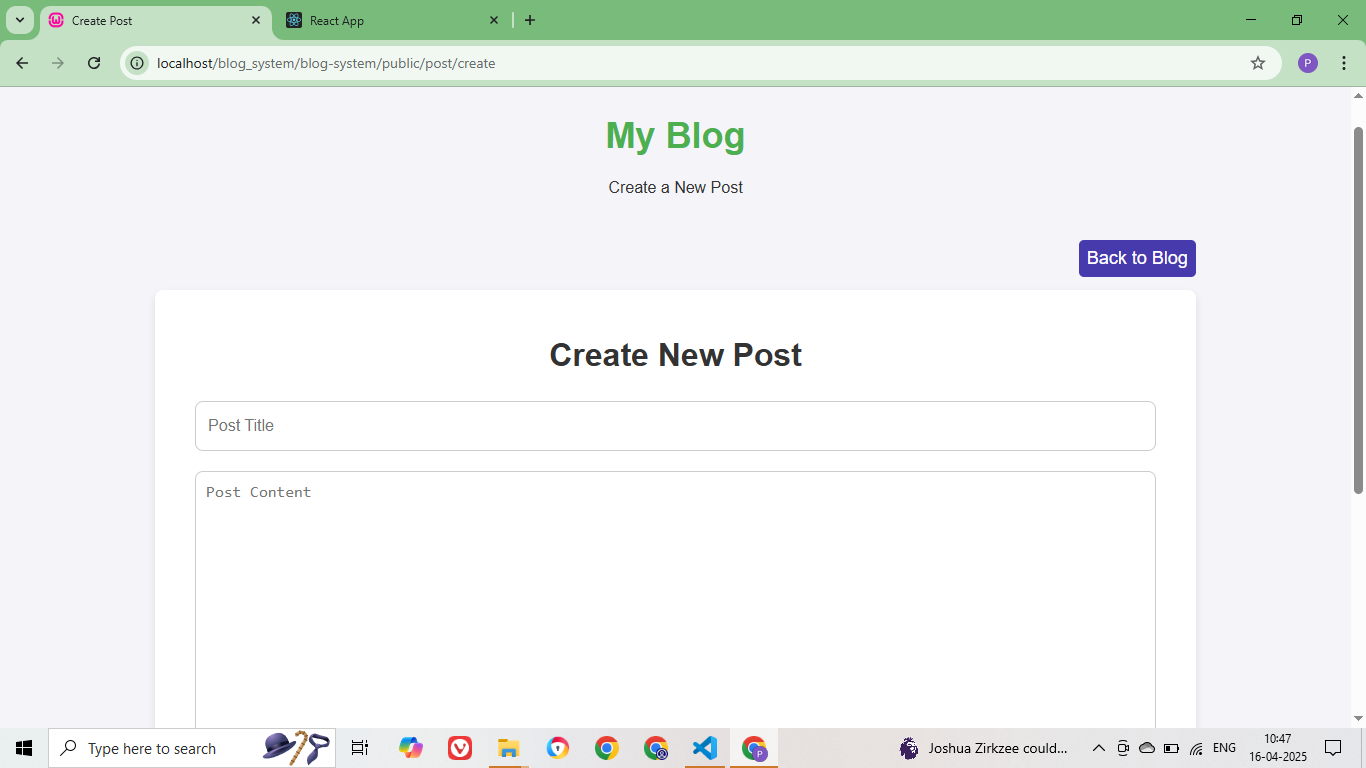 Create Post
React App
localhost/blog_system/blog-system/public/post/create
P
My Blog
Create a New Post
Back to Blog
Create New Post
Post Title
Post Content
Type here to search
P
Joshua Zirkzee could...
ENG
10:47
16-04-2025